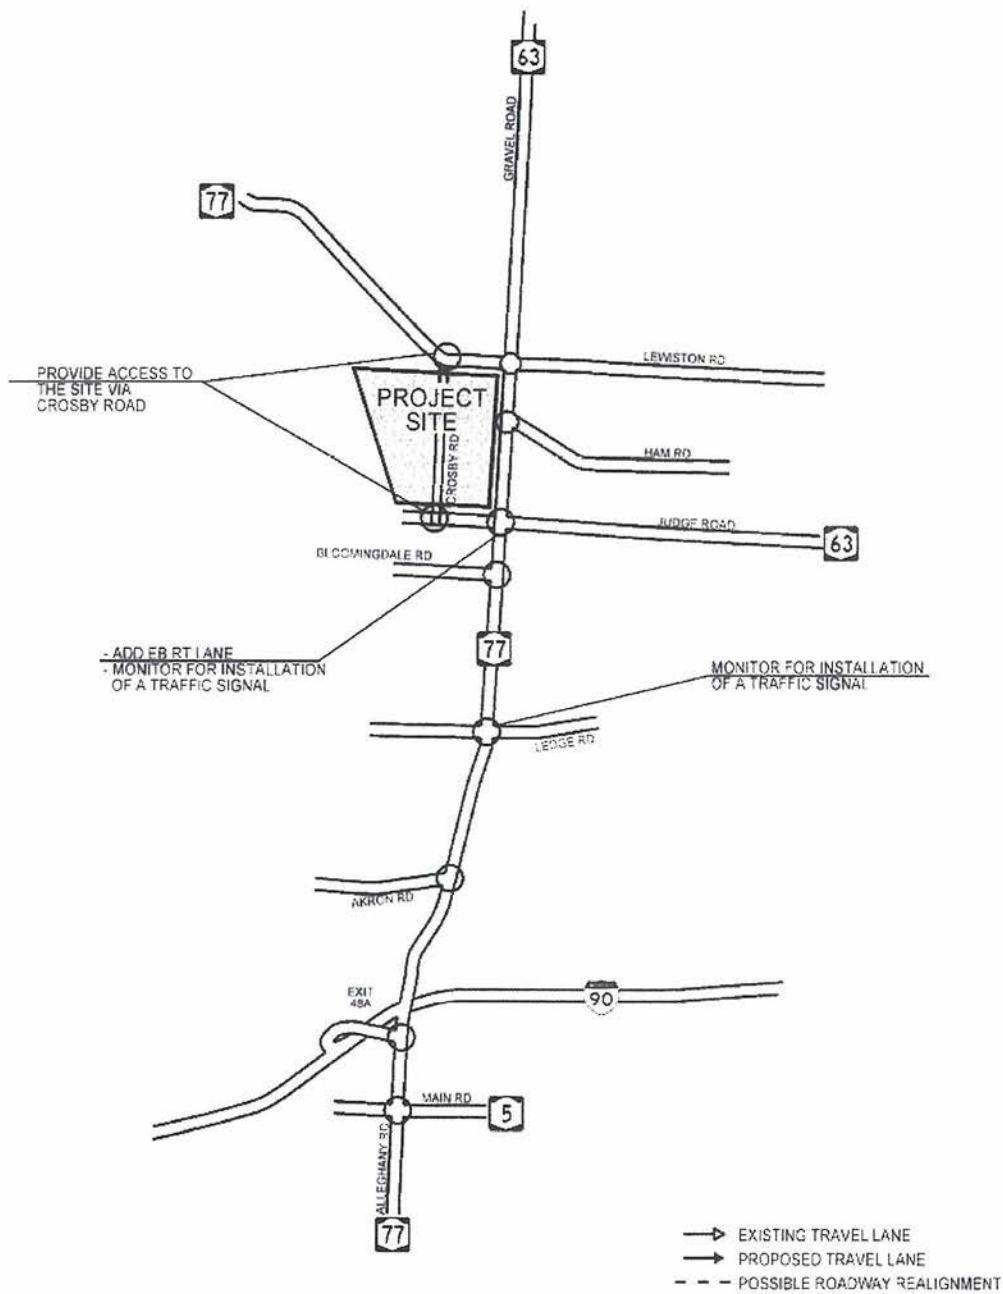 63
GRAVEL ROAD
77
LEWISTON RD
PROVIDE ACCESS TO
THE SITE VIA
CROSBY ROAD
PROJECT
SITE
CROSBY RD
HAM RD
JUDGE ROAD
63
BLOOMINGDALE RD
77
- ADD EB RT LANE
- MONITOR FOR INSTALLATION
OF A TRAFFIC SIGNAL
MONITOR FOR INSTALLATION
OF A TRAFFIC SIGNAL
LEDGE RD
AKRON RD
EXIT
48A
90
MAIN RD
5
ALLEGHANY RD
77
EXISTING TRAVEL LANE
PROPOSED TRAVEL LANE
POSSIBLE ROADWAY REALIGNMENT